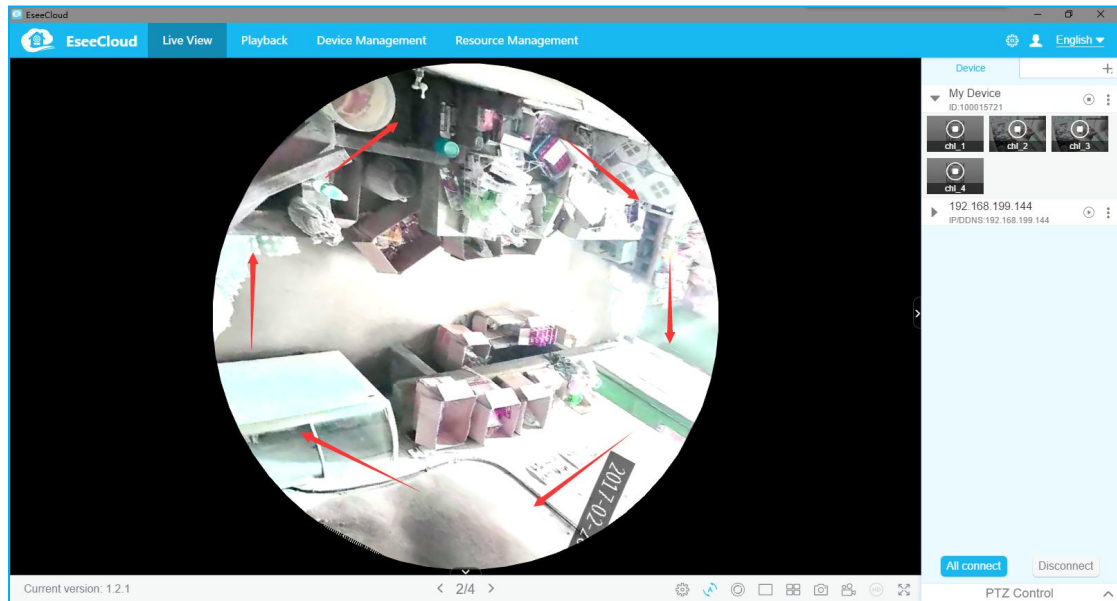 EseeCloud
EseeCloud
Live View
Playback
Device Management
Resource Management
English
Device
My Device
ID:100015721
chl_1
chl_2
chl_3
chl_4
192.168.199.144
IP/DDNS:192.168.199.144
2017-02-2
All connect
Disconnect
Current version: 1.2.1
2/4
PTZ Control